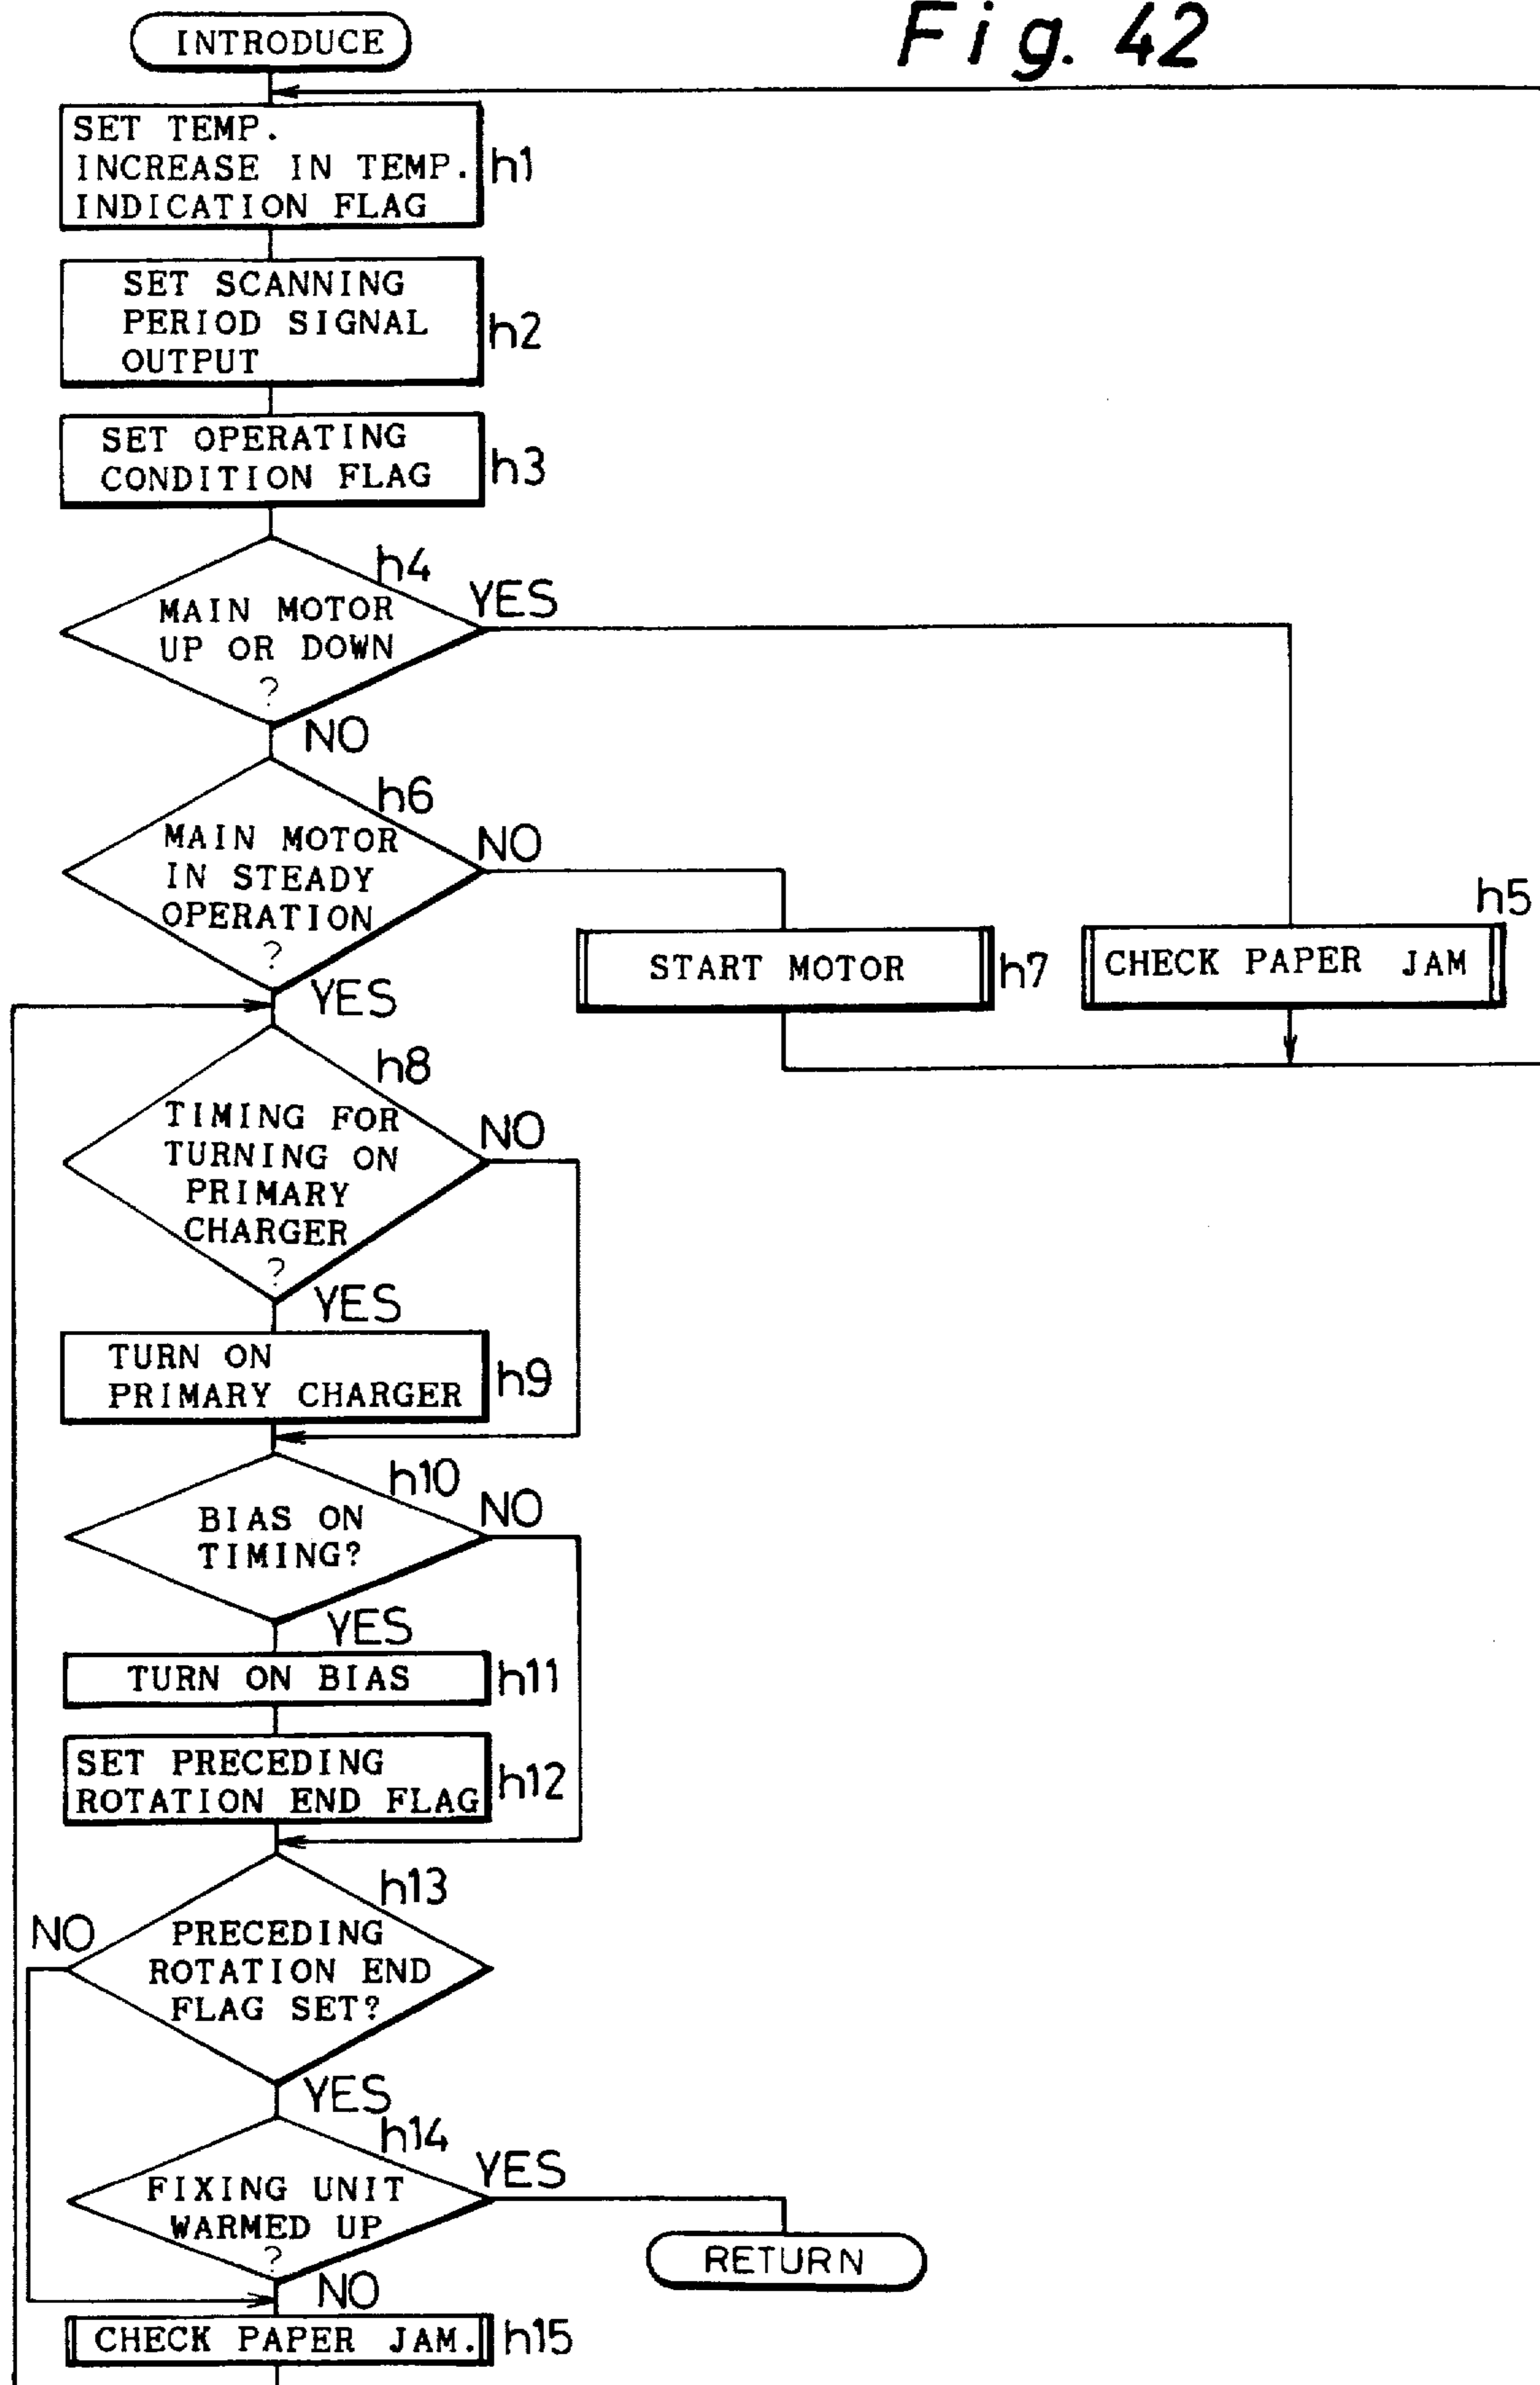 Fig. 42
INTRODUCE
SET TEMP.
INCREASE IN TEMP.
INDICATION FLAG
h1
SET SCANNING
PERIOD SIGNAL
OUTPUT
h2
SET OPERATING
CONDITION FLAG
h3
h4
MAIN MOTOR
UP OR DOWN
?
YES
NO
h6
MAIN MOTOR
IN STEADY
OPERATION
?
NO
YES
START MOTOR
h7
h5
CHECK PAPER JAM
h8
TIMING FOR
TURNING ON
PRIMARY
CHARGER
?
NO
YES
TURN ON
PRIMARY CHARGER
h9
h10
BIAS ON
TIMING?
NO
YES
TURN ON BIAS
h11
SET PRECEDING
ROTATION END FLAG
h12
h13
PRECEDING
ROTATION END
FLAG SET?
NO
YES
h14
FIXING UNIT
WARMED UP
?
YES
RETURN
NO
CHECK PAPER JAM.
h15